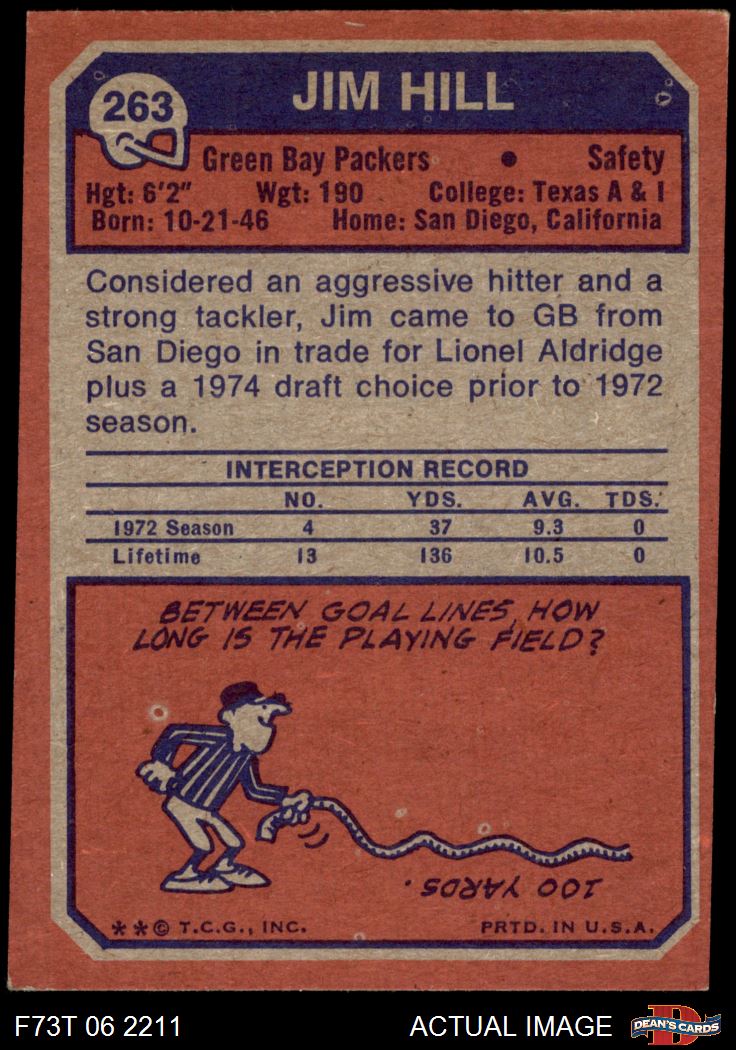 263
JIM HILL
Green Bay Packers • Safety
Hgt: 6'2" Wgt: 190 College: Texas A & I
Born: 10-21-46 Home: San Diego, California
Considered an aggressive hitter and a
strong tackler, Jim came to GB from
San Diego in trade for Lionel Aldridge
plus a 1974 draft choice prior to 1972
season.
INTERCEPTION RECORD
NO. YDS. AVG. TDS.
1972 Season 4 37 9.3 0
Lifetime 13 136 10.5 0
BETWEEN GOAL LINES, HOW
LONG IS THE PLAYING FIELD?
100 YARDS.
**© T.C.G., INC. PRTD. IN U.S.A.
F73T 06 2211 ACTUAL IMAGE D DEAN'S CARDS